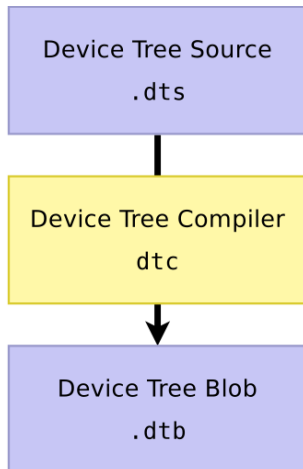 Device Tree Source
.dts
Device Tree Compiler
dtc
Device Tree Blob
.dtb